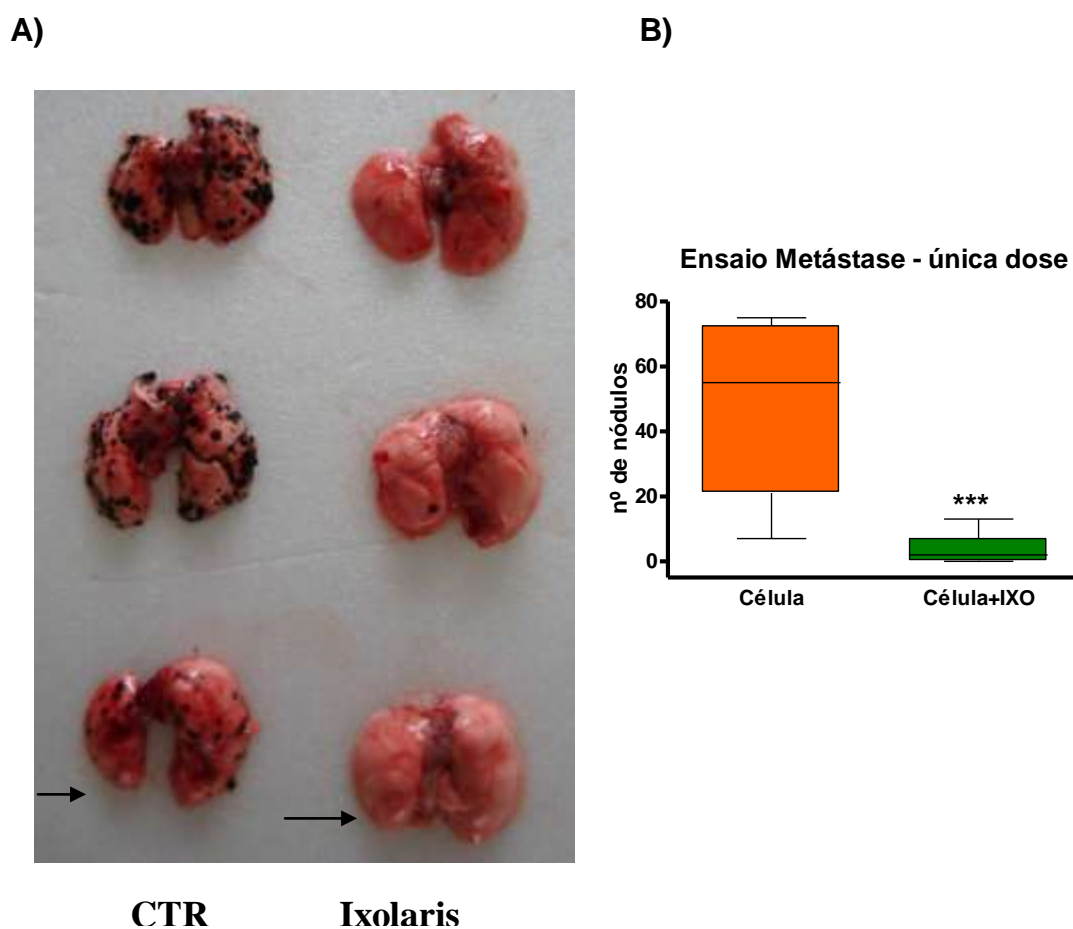 A)
B)
Ensaio Metástase - única dose
80
60
40
20
0
nº de nódulos
***
Célula
Célula+IXO
CTR
Ixolaris